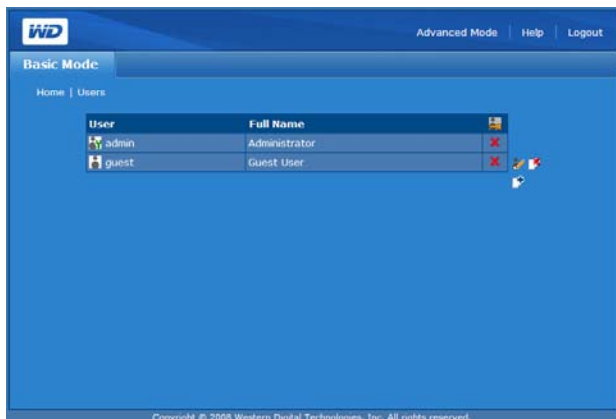 WD
Advanced Mode | Help | Logout
Basic Mode
Home | Users
User Full Name
admin Administrator
guest Guest User
Copyright © 2008 Western Digital Technologies, Inc. All rights reserved.